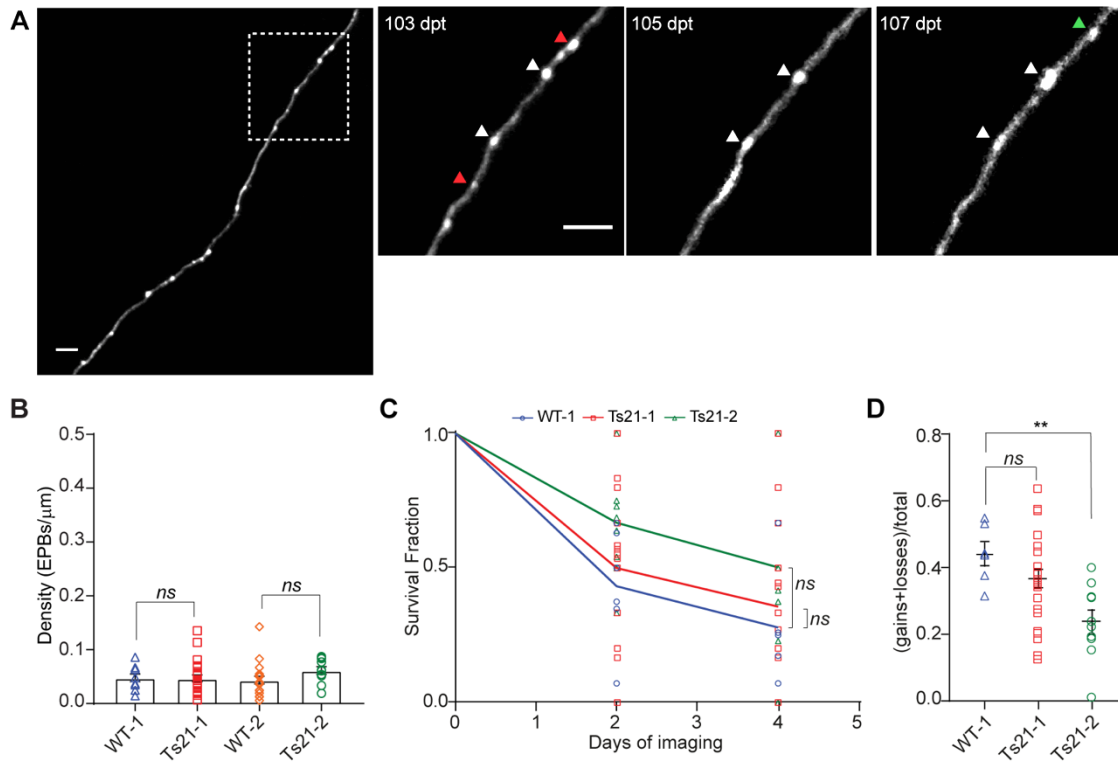 A
103 dpt
105 dpt
107 dpt
B
Density (EPBs/μm)
0.5
0.4
0.3
0.2
0.1
0.0
ns
ns
WT-1
Ts21-1
WT-2
Ts21-2
C
WT-1 Ts21-1 Ts21-2
Survival Fraction
1.0
0.5
0.0
ns
ns
0 1 2 3 4 5
Days of imaging
D
(gains+losses)/total
0.8
0.6
0.4
0.2
0.0
**
ns
WT-1
Ts21-1
Ts21-2